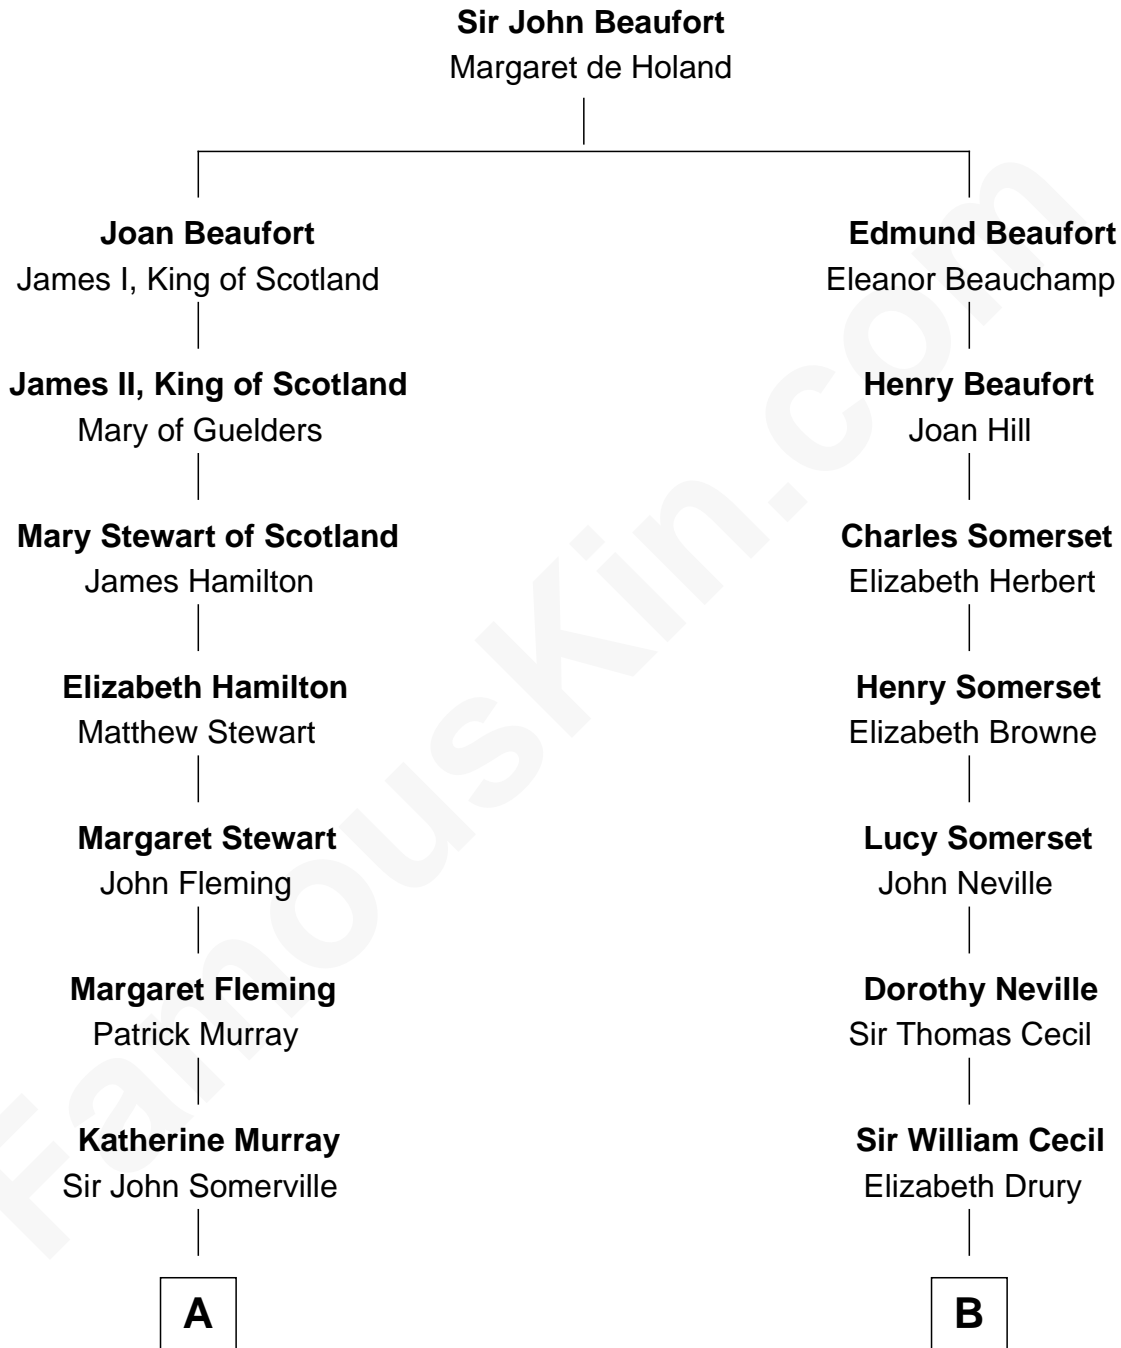 Sir John Beaufort
Margaret de Holand
Joan Beaufort
James I, King of Scotland
Edmund Beaufort
Eleanor Beauchamp
James II, King of Scotland
Mary of Guelders
Henry Beaufort
Joan Hill
Mary Stewart of Scotland
James Hamilton
Charles Somerset
Elizabeth Herbert
Elizabeth Hamilton
Matthew Stewart
Henry Somerset
Elizabeth Browne
Margaret Stewart
John Fleming
Lucy Somerset
John Neville
Margaret Fleming
Patrick Murray
Dorothy Neville
Sir Thomas Cecil
Katherine Murray
Sir John Somerville
Sir William Cecil
Elizabeth Drury
A
B
FamousKin.com